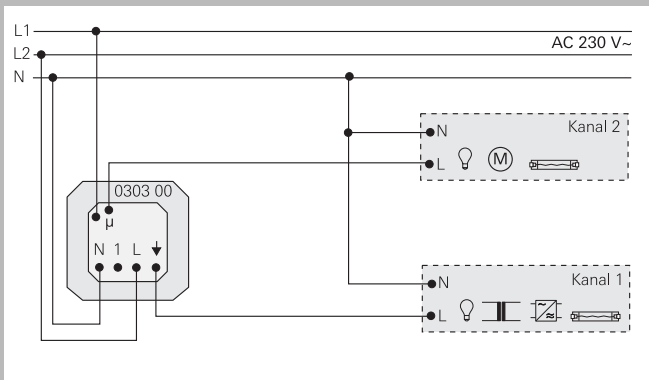 L1
AC 230 V~
L2
N
N Kanal 2
L M
0303 00
µ
N 1 L
N Kanal 1
L